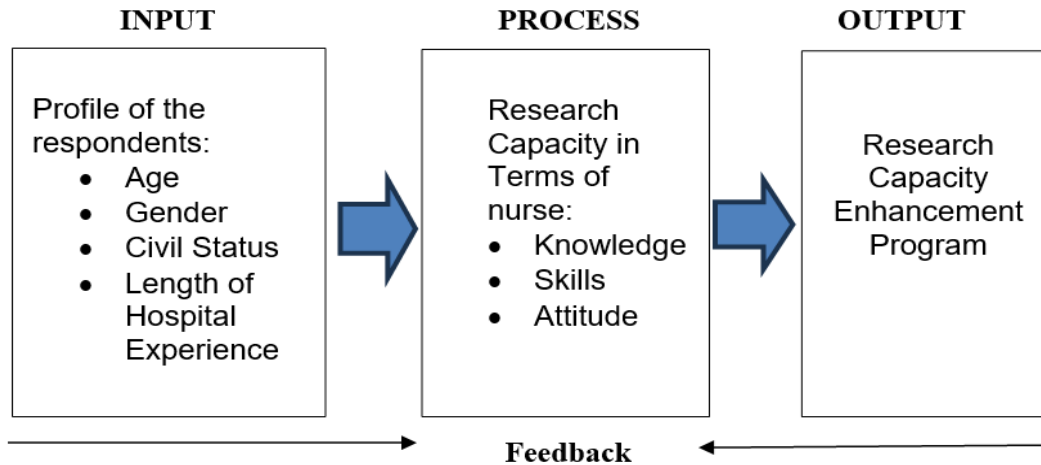 INPUT
PROCESS
OUTPUT
Profile of the
respondents:
• Age
• Gender
• Civil Status
• Length of
Hospital
Experience
Research
Capacity in
Terms of
nurse:
• Knowledge
• Skills
• Attitude
Research
Capacity
Enhancement
Program
Feedback